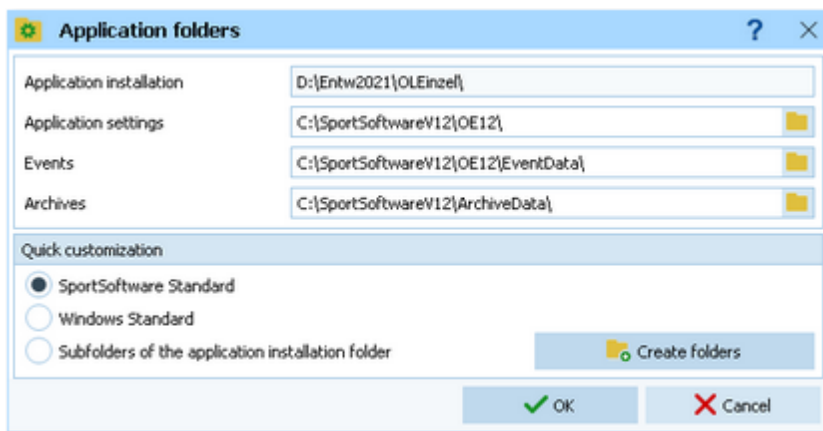 Application folders ?
Application installation D:\Entw2021\OLEinzel\
Application settings C:\SportSoftwareV12\OE12\
Events C:\SportSoftwareV12\OE12\EventData\
Archives C:\SportSoftwareV12\ArchiveData\
Quick customization
SportSoftware Standard
Windows Standard
Subfolders of the application installation folder Create folders
OK Cancel